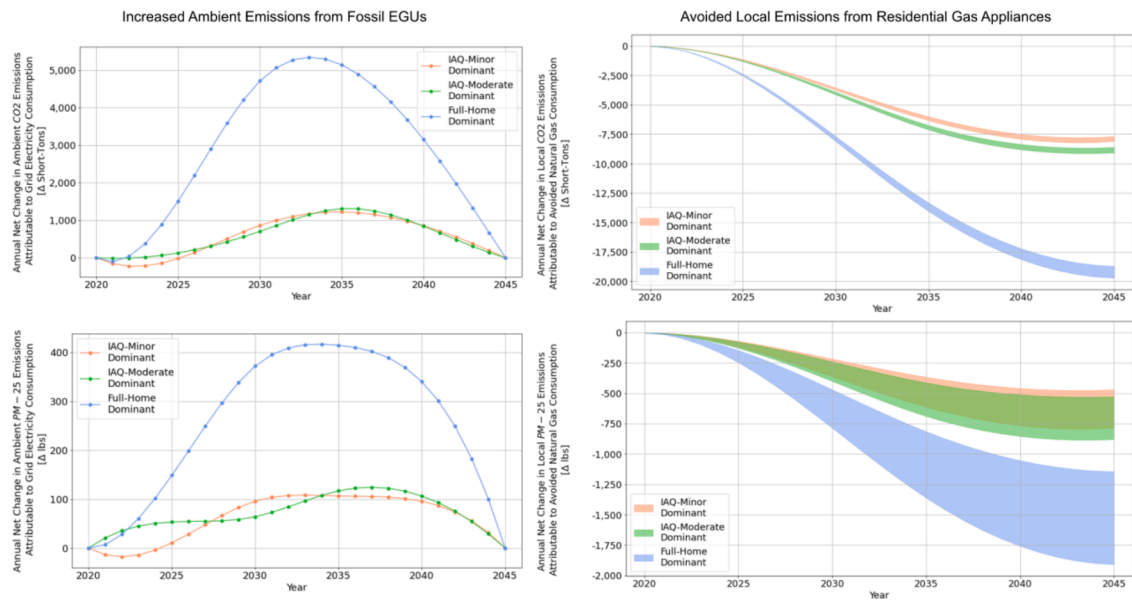 Increased Ambient Emissions from Fossil EGUs
Avoided Local Emissions from Residential Gas Appliances
Annual Net Change in Ambient CO2 Emissions
Attributable to Grid Electricity Consumption
[Δ Short-Tons]
5,000
4,000
3,000
2,000
1,000
0
IAQ-Minor
Dominant
IAQ-Moderate
Dominant
Full-Home
Dominant
2020 2025 2030 2035 2040 2045
Year
Annual Net Change in Local CO2 Emissions
Attributable to Avoided Natural Gas Consumption
[Δ Short-Tons]
0
-2,500
-5,000
-7,500
-10,000
-12,500
-15,000
-17,500
-20,000
IAQ-Minor
Dominant
IAQ-Moderate
Dominant
Full-Home
Dominant
2020 2025 2030 2035 2040 2045
Year
Annual Net Change in Ambient PM − 25 Emissions
Attributable to Grid Electricity Consumption
[Δ lbs]
400
300
200
100
0
IAQ-Minor
Dominant
IAQ-Moderate
Dominant
Full-Home
Dominant
2020 2025 2030 2035 2040 2045
Year
Annual Net Change in Local PM − 25 Emissions
Attributable to Avoided Natural Gas Consumption
[Δ lbs]
0
-250
-500
-750
-1,000
-1,250
-1,500
-1,750
-2,000
IAQ-Minor
Dominant
IAQ-Moderate
Dominant
Full-Home
Dominant
2020 2025 2030 2035 2040 2045
Year